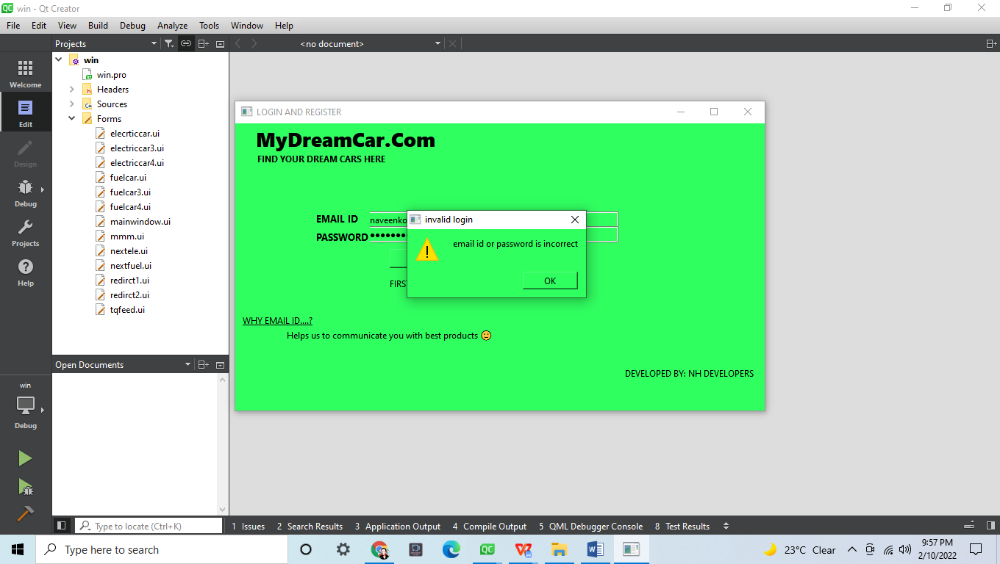 win - Qt Creator
File Edit View Build Debug Analyze Tools Window Help
Projects
<no document>
Welcome
Edit
Design
Debug
Projects
Help
win
win.pro
Headers
Sources
Forms
elecrticcar.ui
electriccar3.ui
electriccar4.ui
fuelcar.ui
fuelcar3.ui
fuelcar4.ui
mainwindow.ui
mmm.ui
nextele.ui
nextfuel.ui
redirct1.ui
redirct2.ui
tqfeed.ui
Open Documents
win
Debug
LOGIN AND REGISTER
MyDreamCar.Com
FIND YOUR DREAM CARS HERE
EMAIL ID naveenko
PASSWORD
FIRS
invalid login
email id or password is incorrect
OK
WHY EMAIL ID....?
Helps us to communicate you with best products
DEVELOPED BY: NH DEVELOPERS
Type to locate (Ctrl+K)
1 Issues 2 Search Results 3 Application Output 4 Compile Output 5 QML Debugger Console 8 Test Results
Type here to search
23°C Clear
9:57 PM
2/10/2022